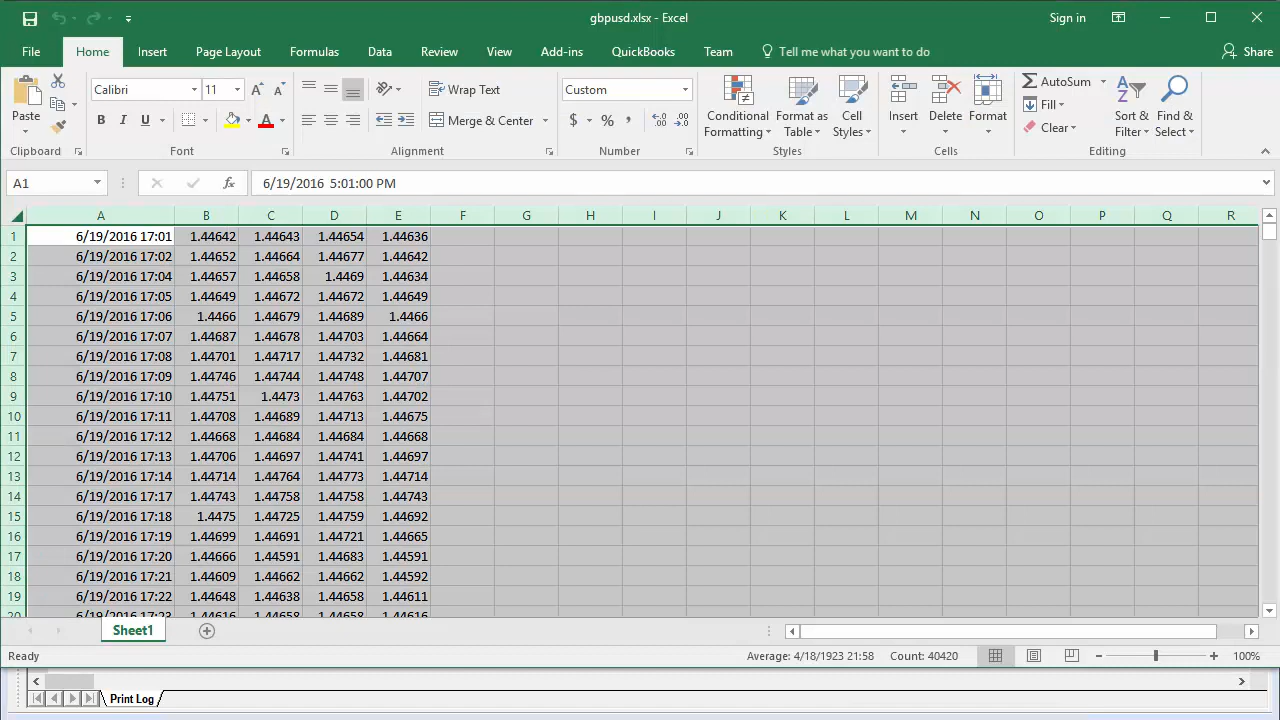 gbpusd.xlsx - Excel
Sign in
File Home Insert Page Layout Formulas Data Review View Add-ins QuickBooks Team Tell me what you want to do Share
Paste
Calibri 11
B I U A
Wrap Text
Merge & Center
Custom
$ % ,
Conditional Formatting
Format as Table
Cell Styles
Insert Delete Format
AutoSum
Fill
Clear
Sort & Filter
Find & Select
Clipboard Font Alignment Number Styles Cells Editing
A1 fx 6/19/2016 5:01:00 PM
A B C D E F G H I J K L M N O P Q R
1 6/19/2016 17:01 1.44642 1.44643 1.44654 1.44636
2 6/19/2016 17:02 1.44652 1.44664 1.44677 1.44642
3 6/19/2016 17:04 1.44657 1.44658 1.4469 1.44634
4 6/19/2016 17:05 1.44649 1.44672 1.44672 1.44649
5 6/19/2016 17:06 1.4466 1.44679 1.44689 1.4466
6 6/19/2016 17:07 1.44687 1.44678 1.44703 1.44664
7 6/19/2016 17:08 1.44701 1.44717 1.44732 1.44681
8 6/19/2016 17:09 1.44746 1.44744 1.44748 1.44707
9 6/19/2016 17:10 1.44751 1.4473 1.44763 1.44702
10 6/19/2016 17:11 1.44708 1.44689 1.44713 1.44675
11 6/19/2016 17:12 1.44668 1.44684 1.44684 1.44668
12 6/19/2016 17:13 1.44706 1.44697 1.44741 1.44697
13 6/19/2016 17:14 1.44714 1.44764 1.44773 1.44714
14 6/19/2016 17:17 1.44743 1.44758 1.44758 1.44743
15 6/19/2016 17:18 1.4475 1.44725 1.44759 1.44692
16 6/19/2016 17:19 1.44699 1.44691 1.44721 1.44665
17 6/19/2016 17:20 1.44666 1.44591 1.44683 1.44591
18 6/19/2016 17:21 1.44609 1.44662 1.44662 1.44592
19 6/19/2016 17:22 1.44648 1.44638 1.44658 1.44611
20 6/19/2016 17:23 1.44616 1.44658 1.44658 1.44616
Sheet1
Ready Average: 4/18/1923 21:58 Count: 40420 100%
Print Log